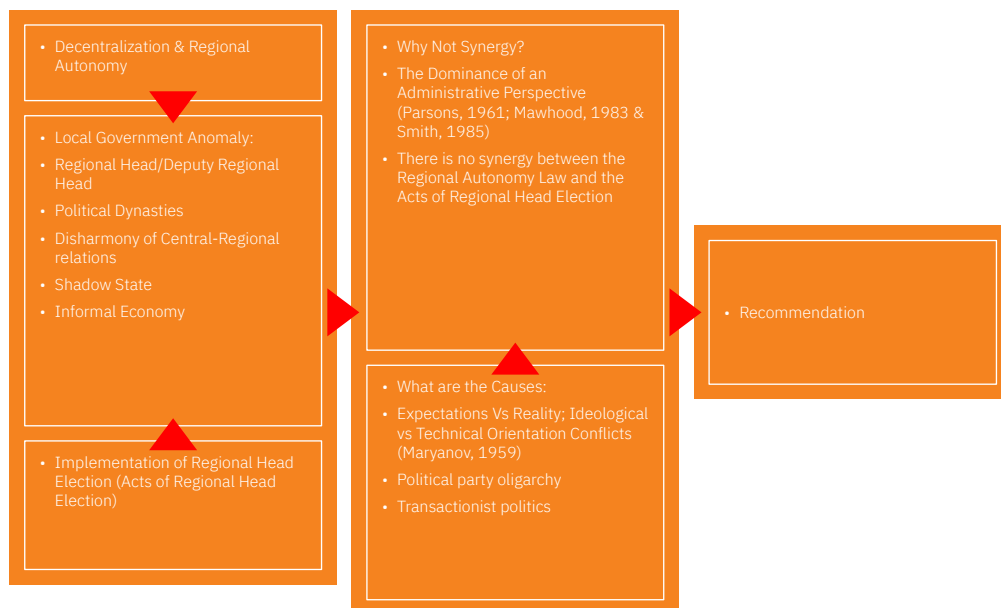 • Decentralization & Regional
Autonomy
• Local Government Anomaly:
• Regional Head/Deputy Regional
Head
• Political Dynasties
• Disharmony of Central-Regional
relations
• Shadow State
• Informal Economy
• Implementation of Regional Head
Election (Acts of Regional Head
Election)
• Why Not Synergy?
• The Dominance of an
Administrative Perspective
(Parsons, 1961; Mawhood, 1983 &
Smith, 1985)
• There is no synergy between the
Regional Autonomy Law and the
Acts of Regional Head Election
• What are the Causes:
• Expectations Vs Reality; Ideological
vs Technical Orientation Conflicts
(Maryanov, 1959)
• Political party oligarchy
• Transactionist politics
• Recommendation